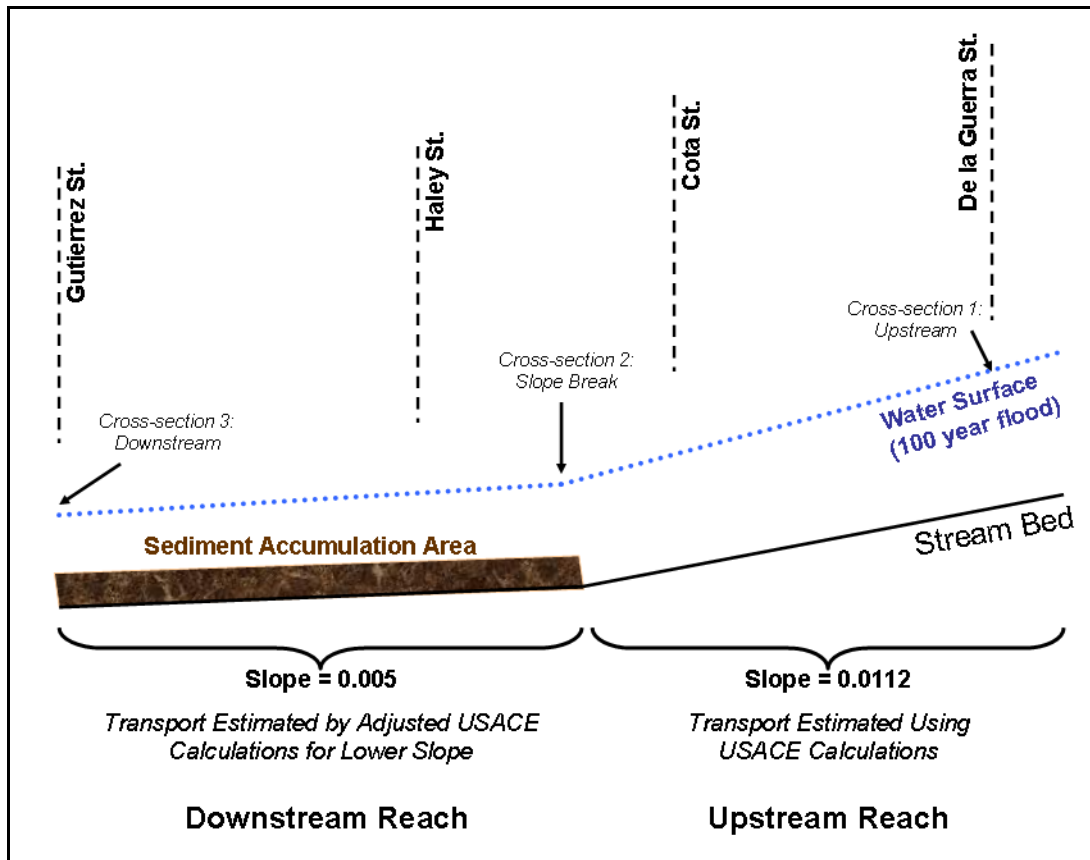 Gutierrez St.
Haley St.
Cota St.
De la Guerra St.
Cross-section 1:
Upstream
Cross-section 2:
Slope Break
Cross-section 3:
Downstream
Water Surface
(100 year flood)
Sediment Accumulation Area
Stream Bed
Slope = 0.005
Transport Estimated by Adjusted USACE
Calculations for Lower Slope
Slope = 0.0112
Transport Estimated Using
USACE Calculations
Downstream Reach
Upstream Reach